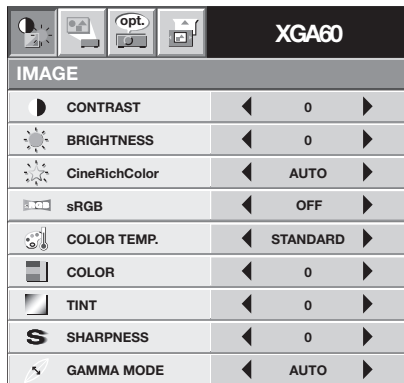 opt.
XGA60
IMAGE
CONTRAST 0
BRIGHTNESS 0
CineRichColor AUTO
sRGB OFF
COLOR TEMP. STANDARD
COLOR 0
TINT 0
S SHARPNESS 0
GAMMA MODE AUTO